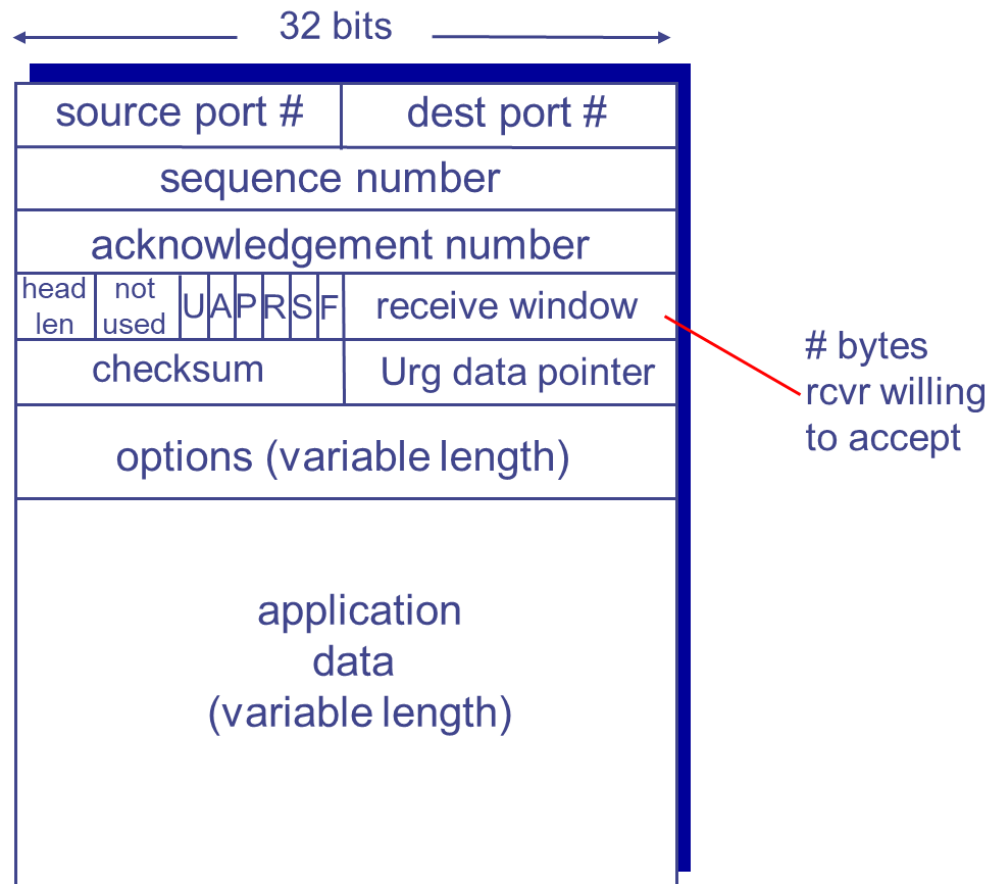 32 bits
source port #
dest port #
sequence number
acknowledgement number
head
len
not
used
U
A
P
R
S
F
receive window
checksum
Urg data pointer
options (variable length)
application
data
(variable length)
# bytes
rcvr willing
to accept